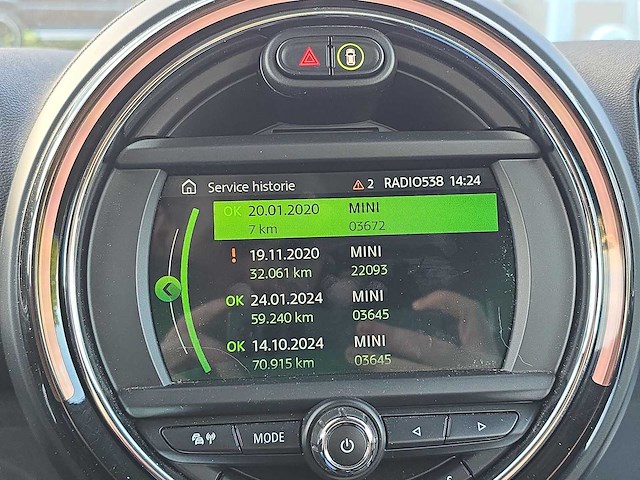 Service historie 2 RADIO538 14:24
OK 20.01.2020 MINI
7 km 03672
! 19.11.2020 MINI
32.061 km 22093
OK 24.01.2024 MINI
59.240 km 03645
OK 14.10.2024 MINI
70.915 km 03645
MODE